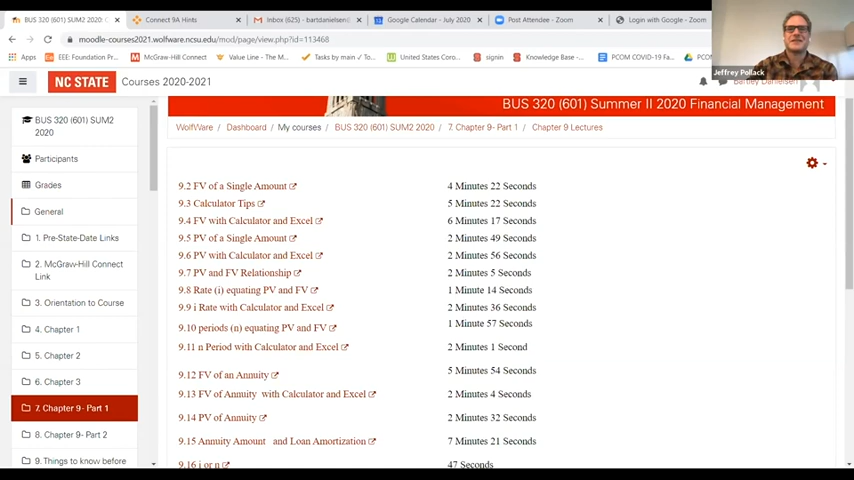 BUS 320 (601) SUM2 2020: C
Connect 9A Hints
Inbox (625) - bartdanielsen@
Google Calendar - July 2020
Post Attendee - Zoom
Login with Google - Zoom
moodle-courses2021.wolfware.ncsu.edu/mod/page/view.php?id=113468
Apps
EEE: Foundation P...
McGraw-Hill Connect
Value Line - The M...
Tasks by main √ To...
United States Coro...
signin
Knowledge Base -...
PCOM COVID-19 Fa...
PCO
Jeffrey Pollack
NC STATE
Courses 2020-2021
Bartley Danielsen
BUS 320 (601) Summer II 2020 Financial Management
WolfWare / Dashboard / My courses / BUS 320 (601) SUM2 2020 / 7. Chapter 9- Part 1 / Chapter 9 Lectures
BUS 320 (601) SUM2
2020
Participants
Grades
General
1. Pre-State-Date Links
2. McGraw-Hill Connect
Link
3. Orientation to Course
4. Chapter 1
5. Chapter 2
6. Chapter 3
7. Chapter 9- Part 1
8. Chapter 9- Part 2
9. Things to know before
9.2 FV of a Single Amount 4 Minutes 22 Seconds
9.3 Calculator Tips 5 Minutes 22 Seconds
9.4 FV with Calculator and Excel 6 Minutes 17 Seconds
9.5 PV of a Single Amount 2 Minutes 49 Seconds
9.6 PV with Calculator and Excel 2 Minutes 56 Seconds
9.7 PV and FV Relationship 2 Minutes 5 Seconds
9.8 Rate (i) equating PV and FV 1 Minute 14 Seconds
9.9 i Rate with Calculator and Excel 2 Minutes 36 Seconds
9.10 periods (n) equating PV and FV 1 Minute 57 Seconds
9.11 n Period with Calculator and Excel 2 Minutes 1 Second
9.12 FV of an Annuity 5 Minutes 54 Seconds
9.13 FV of Annuity with Calculator and Excel 2 Minutes 4 Seconds
9.14 PV of Annuity 2 Minutes 32 Seconds
9.15 Annuity Amount and Loan Amortization 7 Minutes 21 Seconds
9.16 i or n 47 Seconds